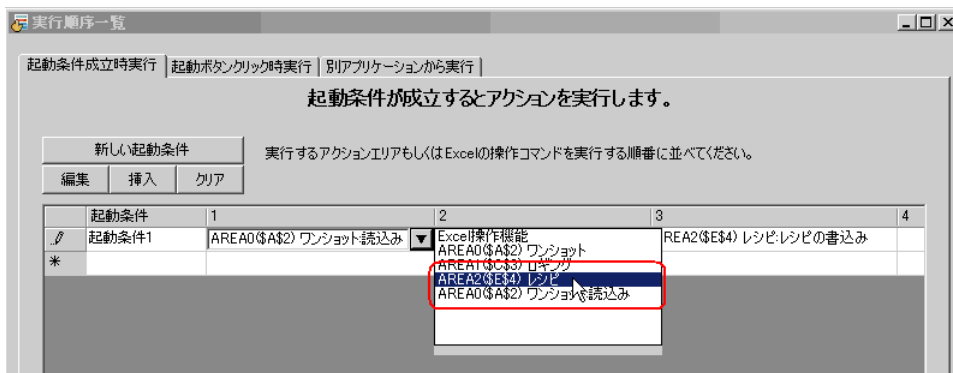 実行順序一覧
起動条件成立時実行 起動ボタンクリック時実行 別アプリケーションから実行
起動条件が成立するとアクションを実行します。
新しい起動条件
実行するアクションエリアもしくはExcelの操作コマンドを実行する順番に並べてください。
編集 挿入 クリア
起動条件 1 2 3 4
起動条件1 AREA0($A$2) ワンショット:読込み REA2($E$4) レシピ:レシピの書込み
*
Excel操作機能
AREA0($A$2) ワンショット
AREA1($C$3) ロギング
AREA2($E$4) レシピ
AREA0($A$2) ワンショット:読込み